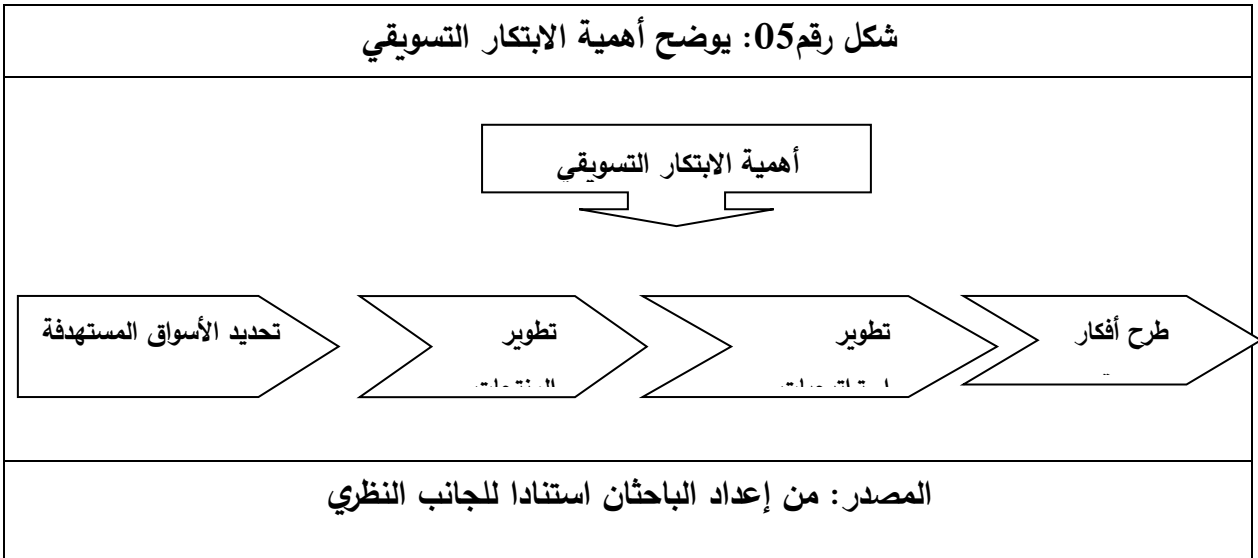 شكل رقم05: يوضح أهمية الابتكار التسويقي
أهمية الابتكار التسويقي
طرح أفكار
تطوير
تطوير
تحديد الأسواق المستهدفة
المصدر: من إعداد الباحثان استنادا للجانب النظري